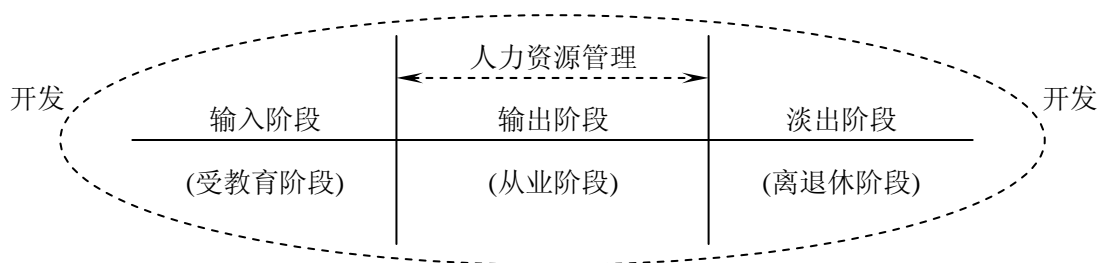 人力资源管理
开发
开发
输入阶段
输出阶段
淡出阶段
(受教育阶段)
(从业阶段)
(离退休阶段)